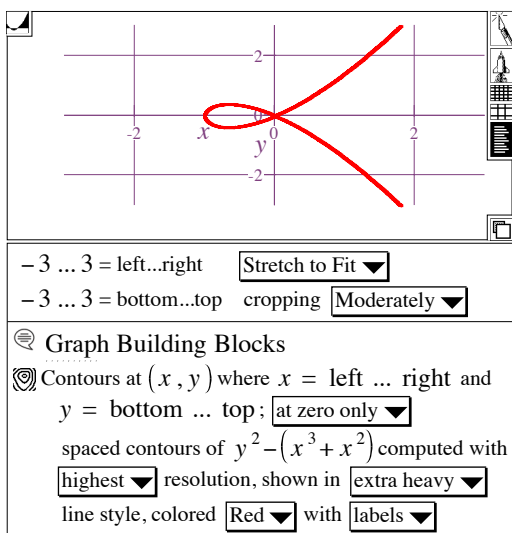 2
0
-2 x 0 2
y
-2
−3 ... 3 = left...right Stretch to Fit
−3 ... 3 = bottom...top cropping Moderately
Graph Building Blocks
Contours at (x , y) where x = left ... right and
y = bottom ... top; at zero only
spaced contours of y² − (x³ + x²) computed with
highest resolution, shown in extra heavy
line style, colored Red with labels